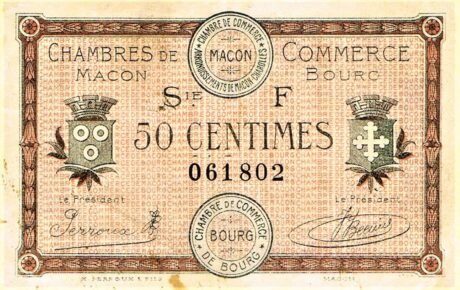 CHAMBRE DE COMMERCE
MACON
CHAMBRES DE COMMERCE
MACON BOURG
SIE F
50 CENTIMES
061802
Le Président Le Président
Perroux
CHAMBRE DE COMMERCE
BOURG
DE BOURG
MACON